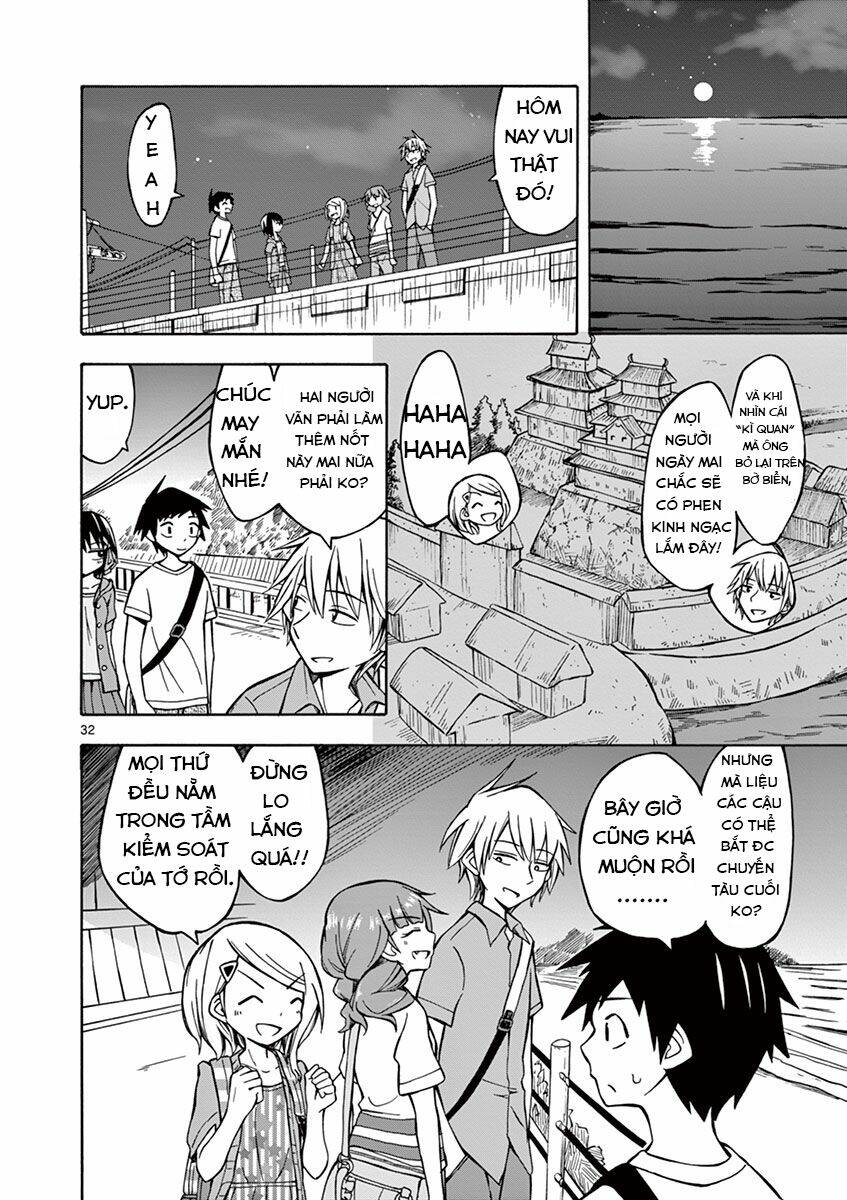 HÔM
NAY VUI
THẬT
ĐÓ!
YEAH
VÀ KHI
NHÌN CÁI
“KÌ QUAN”
MÀ ÔNG
BỎ LẠI TRÊN
BỜ BIỂN,
MỌI
NGƯỜI
NGÀY MAI
CHẮC SẼ
CÓ PHEN
KINH NGẠC
LẮM ĐÂY!
HAHA
HAHA
HAI NGƯỜI
VẪN PHẢI LÀM
THÊM NỐT
NÀY MAI NỮA
PHẢI KO?
CHÚC
MAY
MẮN
NHÉ!
YUP.
32
NHƯNG
MÀ LIỆU
CÁC CẬU
CÓ THỂ
BẮT ĐC
CHUYẾN
TÀU CUỐI
KO?
BÂY GIỜ
CŨNG KHÁ
MUỘN RỒI
.......
ĐỪNG
LO
LẮNG
QUÁ!!
MỌI THỨ
ĐỀU NẰM
TRONG TẦM
KIỂM SOÁT
CỦA TỚ RỒI.